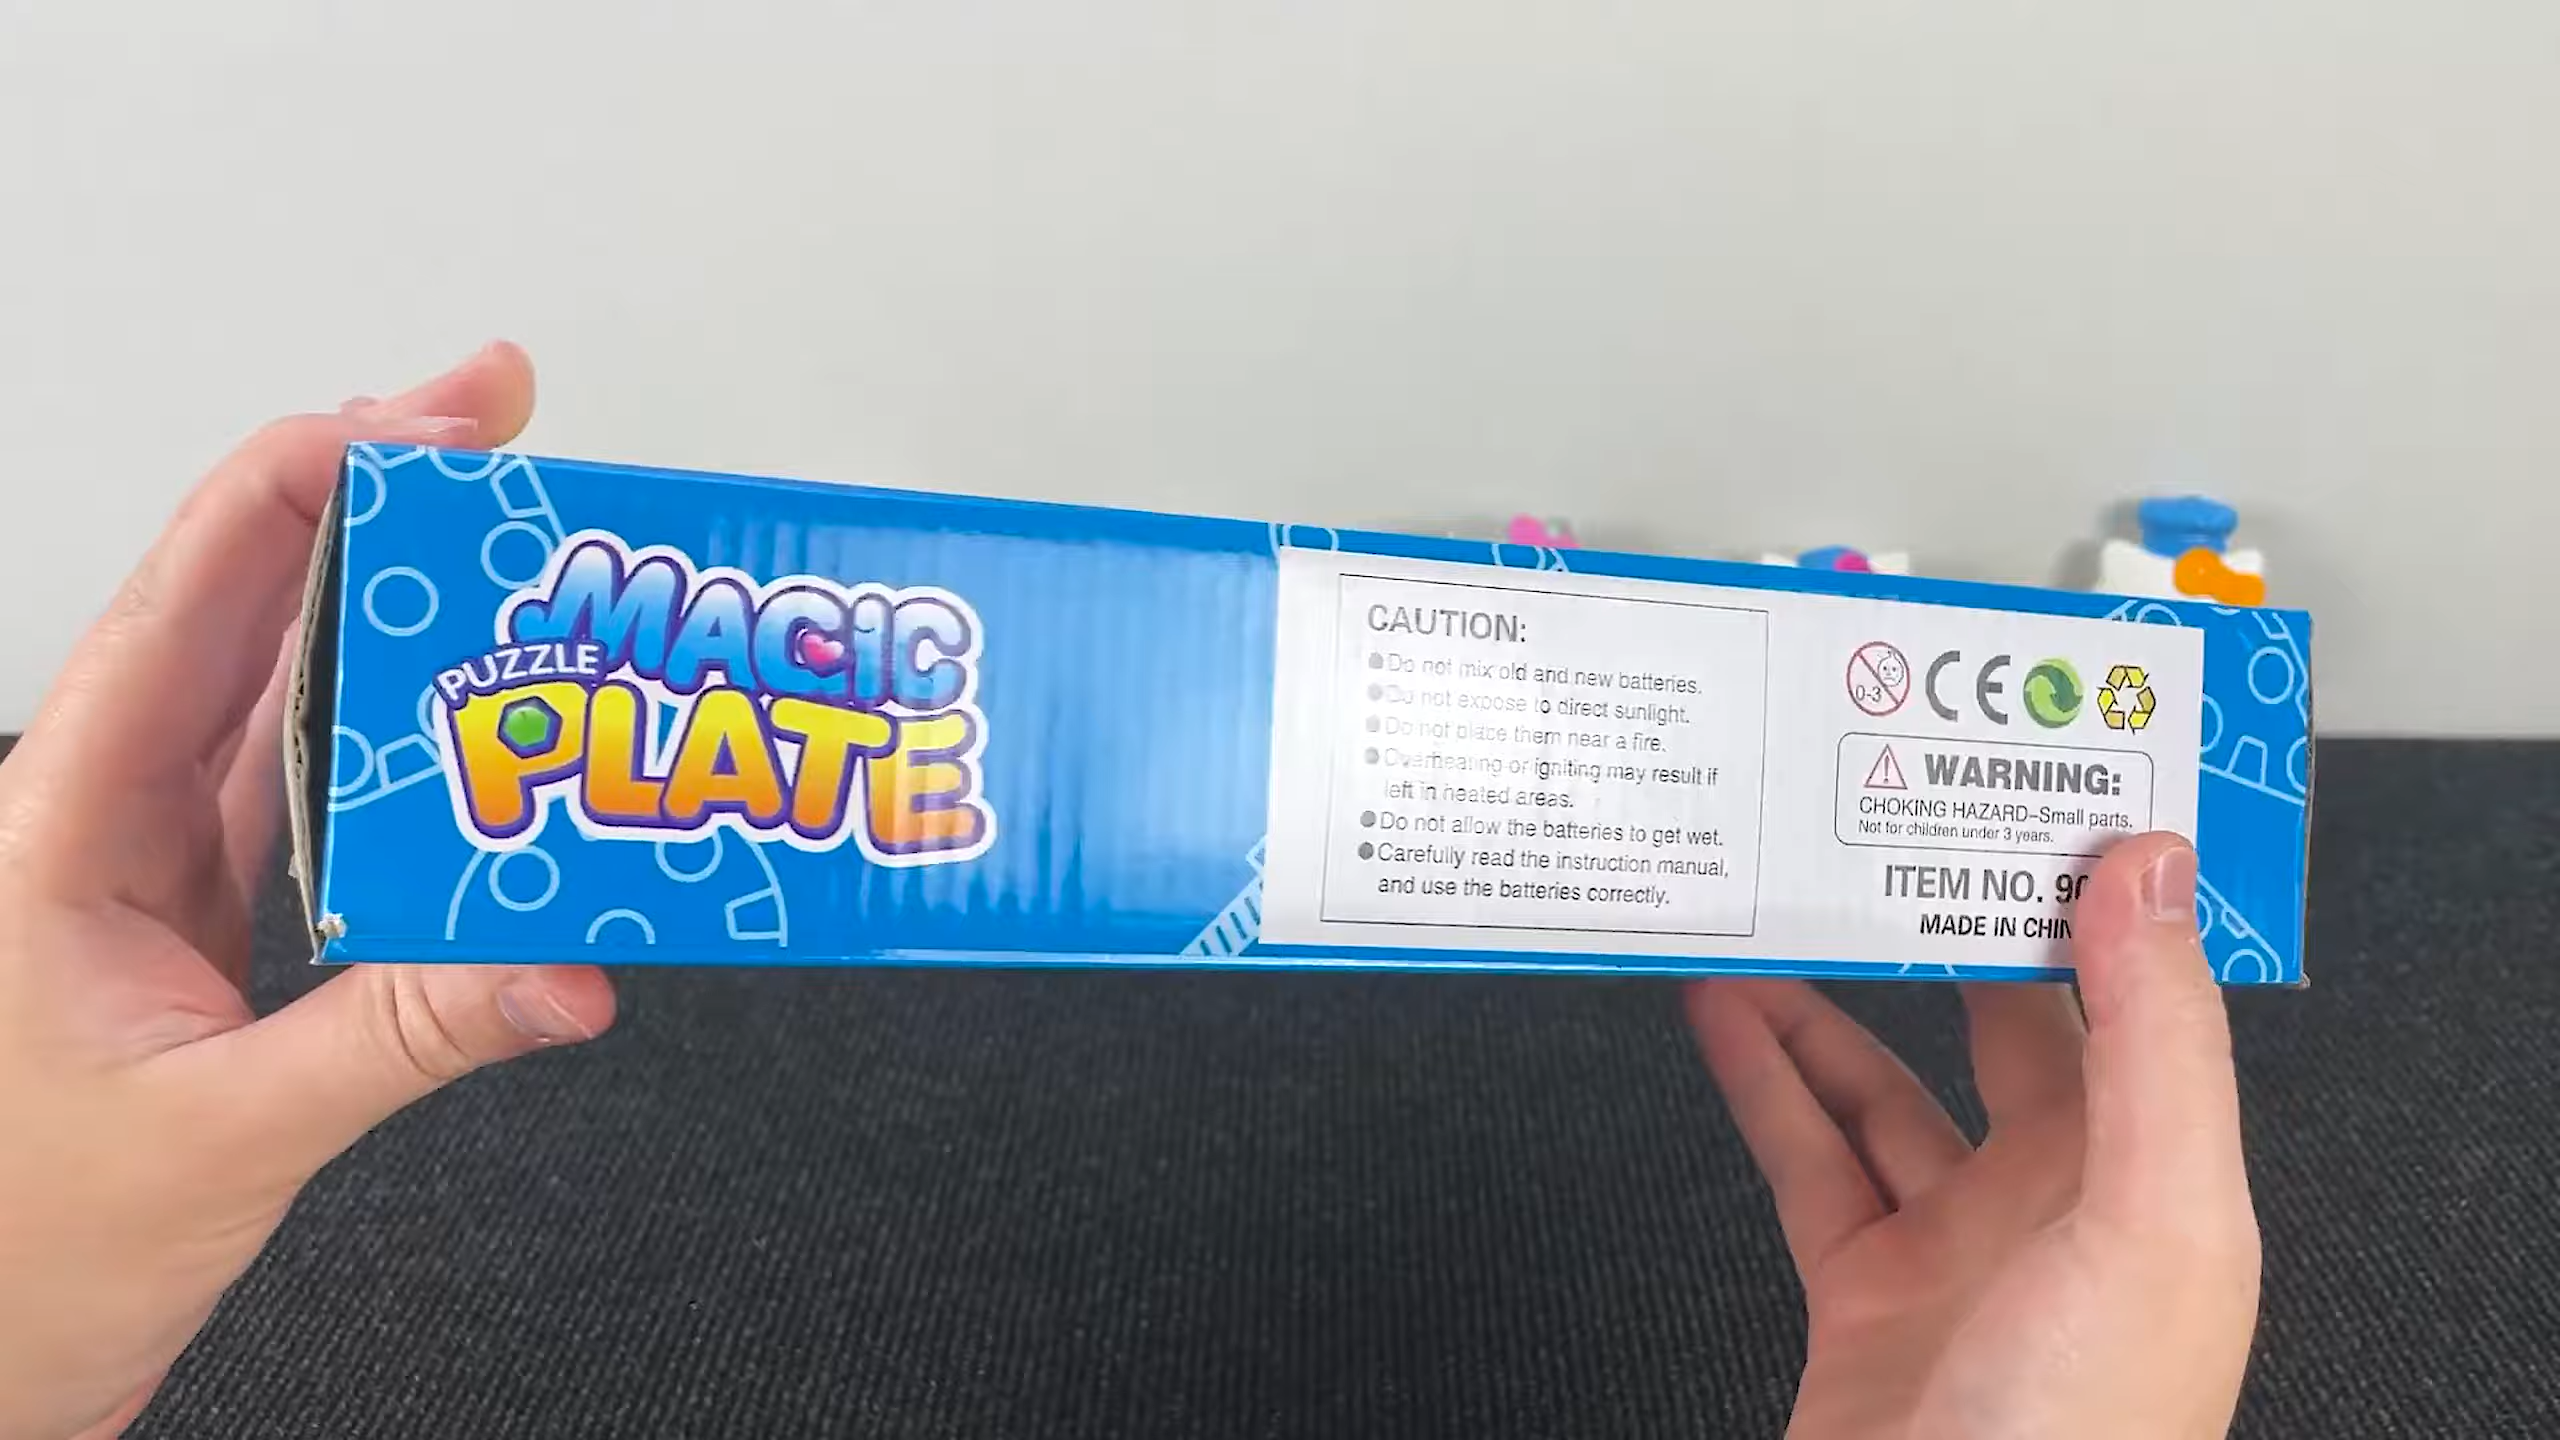 MAGIC
PUZZLE
PLATE
CAUTION:
●Do not mix old and new batteries.
●Do not expose to direct sunlight.
●Do not place them near a fire.
●Overheating or igniting may result if
left in heated areas.
●Do not allow the batteries to get wet.
●Carefully read the instruction manual,
and use the batteries correctly.
0-3
CE
WARNING:
CHOKING HAZARD-Small parts.
Not for children under 3 years.
ITEM NO.
MADE IN